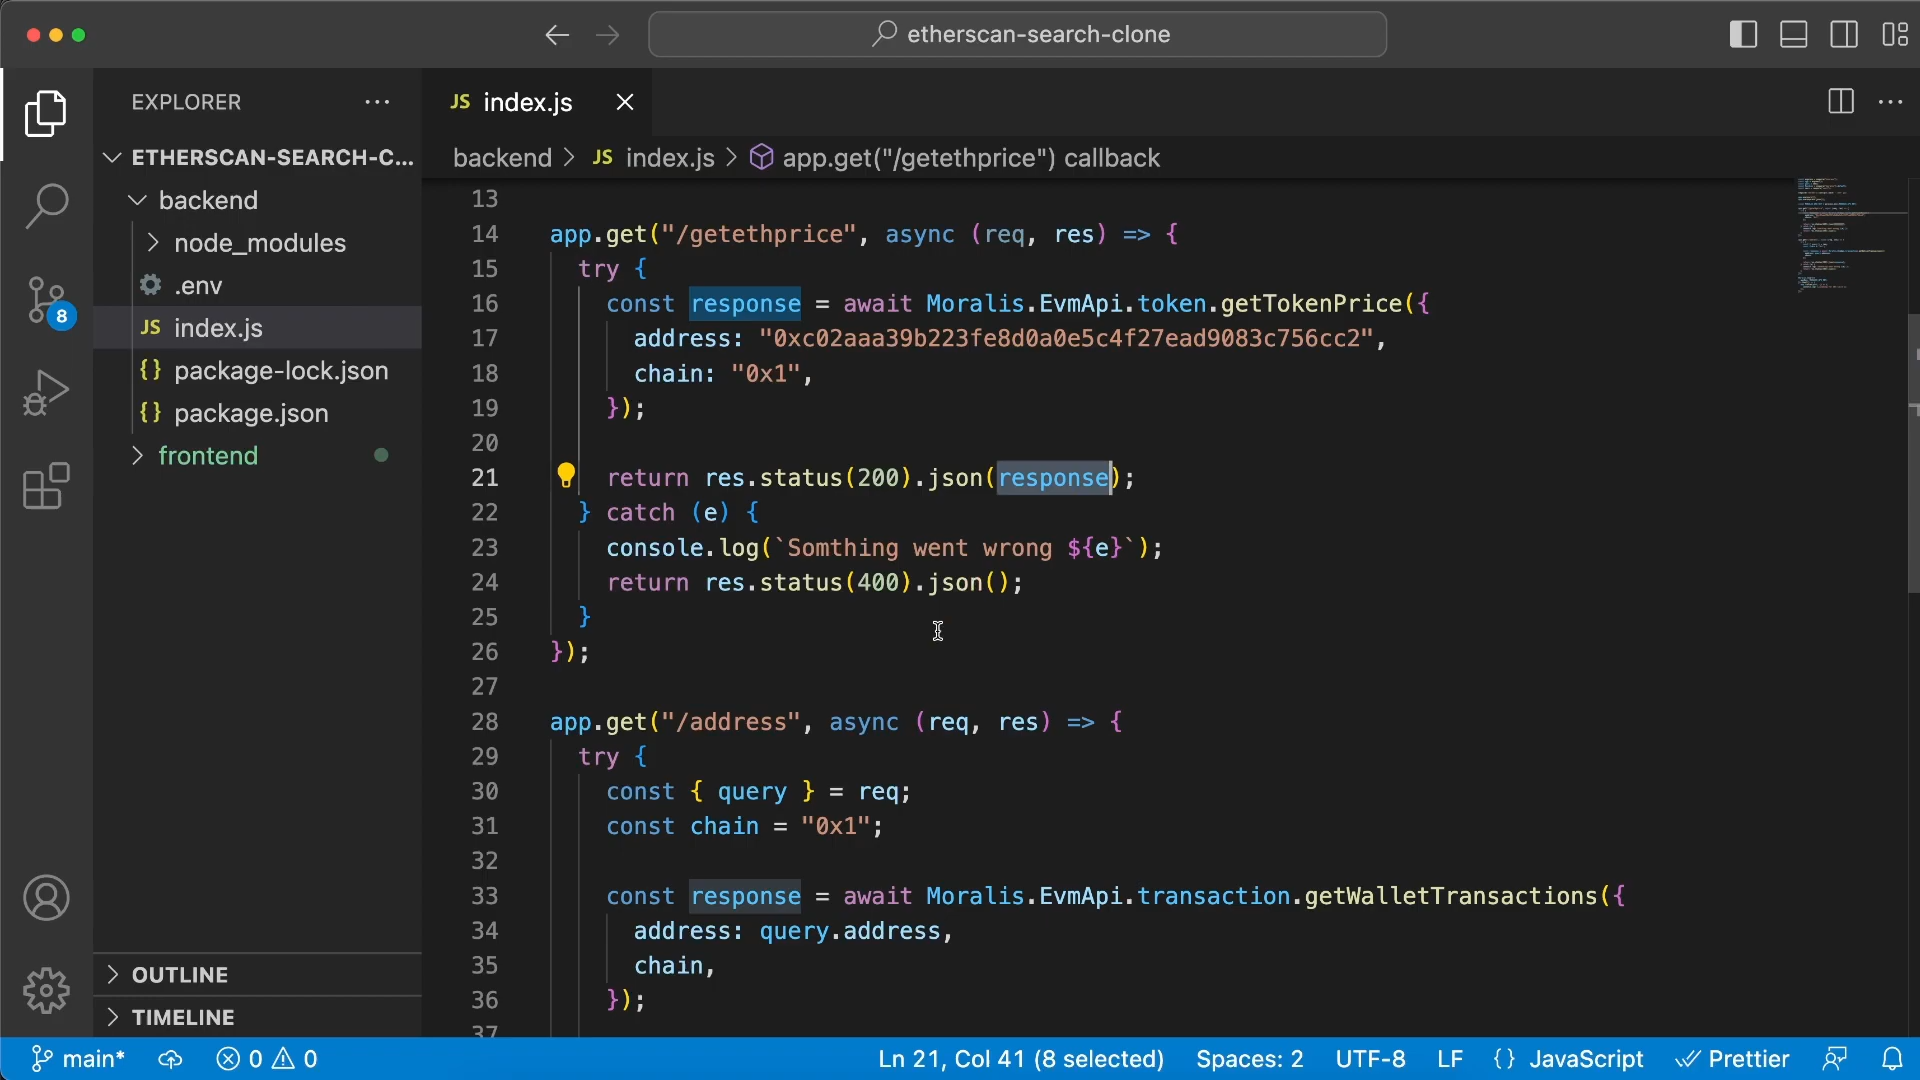 etherscan-search-clone
EXPLORER
JS index.js
ETHERSCAN-SEARCH-C...
backend > JS index.js > app.get("/getethprice") callback
backend
node_modules
.env
JS index.js
{} package-lock.json
{} package.json
frontend
OUTLINE
TIMELINE
8
13
14 app.get("/getethprice", async (req, res) => {
15 try {
16 const response = await Moralis.EvmApi.token.getTokenPrice({
17 address: "0xc02aaa39b223fe8d0a0e5c4f27ead9083c756cc2",
18 chain: "0x1",
19 });
20
21 return res.status(200).json(response);
22 } catch (e) {
23 console.log(`Somthing went wrong ${e}`);
24 return res.status(400).json();
25 }
26 });
27
28 app.get("/address", async (req, res) => {
29 try {
30 const { query } = req;
31 const chain = "0x1";
32
33 const response = await Moralis.EvmApi.transaction.getWalletTransactions({
34 address: query.address,
35 chain,
36 });
37
main* 0 0 Ln 21, Col 41 (8 selected) Spaces: 2 UTF-8 LF {} JavaScript Prettier